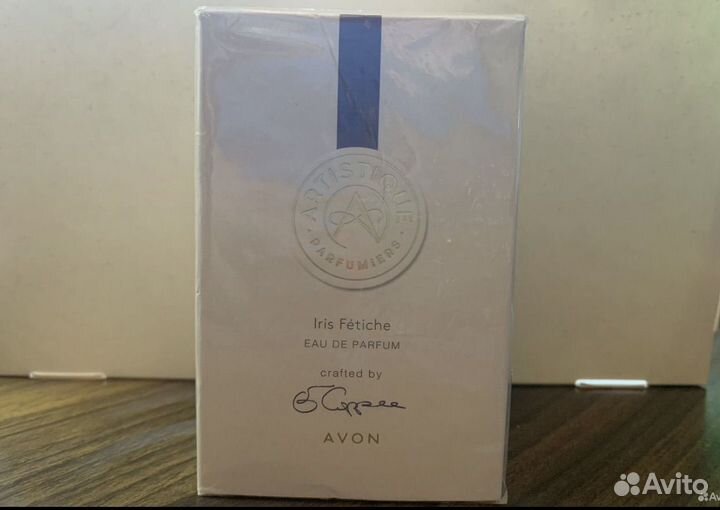 ARTISTIQUE
PARFUMIERS
Iris Fétiche
EAU DE PARFUM
crafted by
AVON
Avito